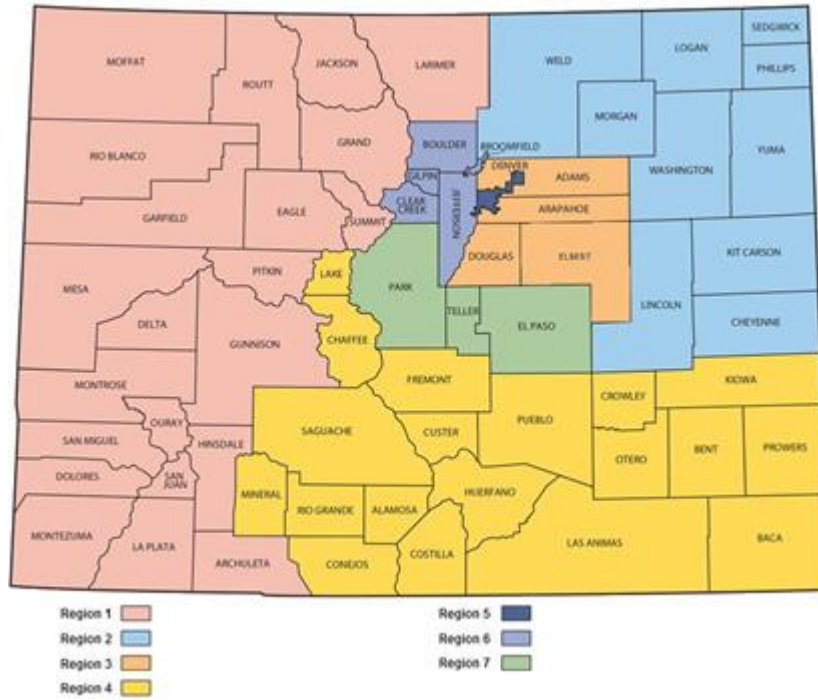 MOFFAT
ROUTT
JACKSON
LARIMER
WELD
LOGAN
SEDGWICK
PHILLIPS
MORGAN
RIO BLANCO
GRAND
BOULDER
BROOMFIELD
WASHINGTON
YUMA
GILPIN
DENVER
ADAMS
GARFIELD
EAGLE
SUMMIT
CLEAR
CREEK
JEFFERSON
ARAPAHOE
MESA
PITKIN
LAKE
PARK
DOUGLAS
ELBERT
LINCOLN
KIT CARSON
DELTA
GUNNISON
CHAFFEE
TELLER
EL PASO
CHEYENNE
MONTROSE
FREMONT
CROWLEY
KIOWA
OURAY
SAN MIGUEL
HINSDALE
SAGUACHE
CUSTER
PUEBLO
OTERO
BENT
PROWERS
DOLORES
SAN
JUAN
MINERAL
RIO GRANDE
ALAMOSA
HUERFANO
MONTEZUMA
LA PLATA
ARCHULETA
CONEJOS
COSTILLA
LAS ANIMAS
BACA
Region 1
Region 2
Region 3
Region 4
Region 5
Region 6
Region 7